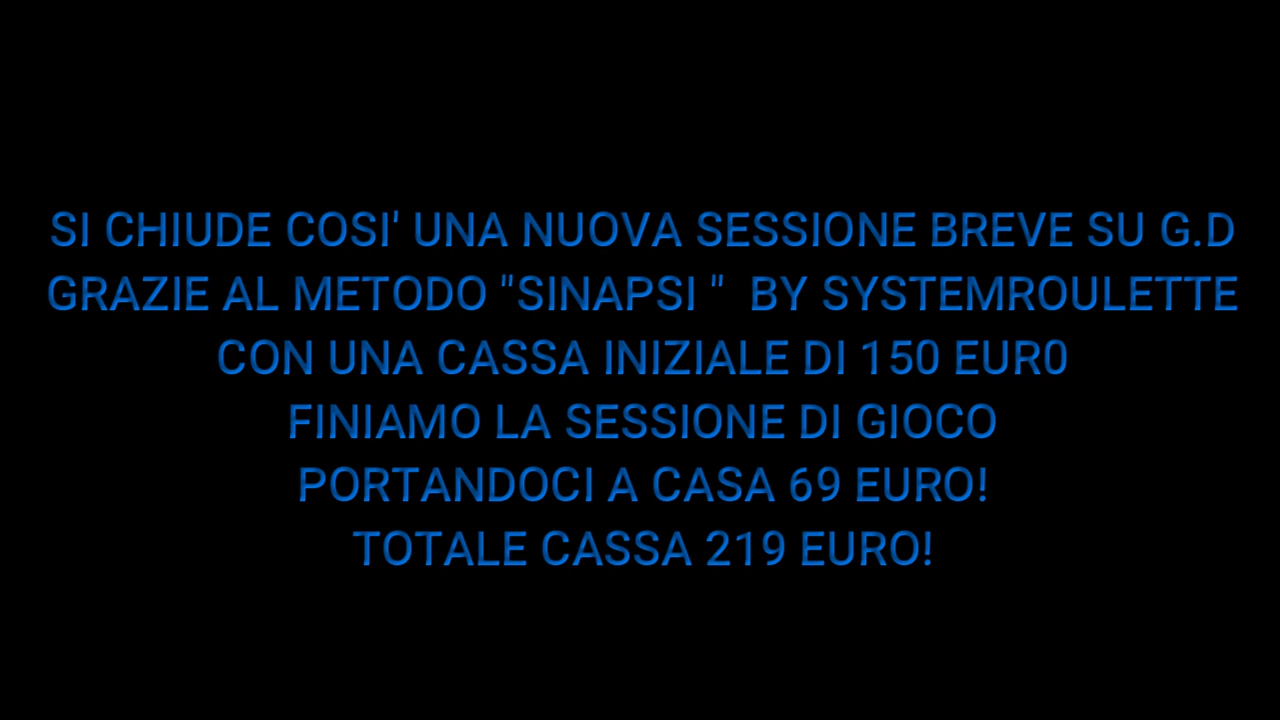 SI CHIUDE COSI' UNA NUOVA SESSIONE BREVE SU G.D
GRAZIE AL METODO "SINAPSI "  BY SYSTEMROULETTE
CON UNA CASSA INIZIALE DI 150 EUR0
FINIAMO LA SESSIONE DI GIOCO
PORTANDOCI A CASA 69 EURO!
TOTALE CASSA 219 EURO!